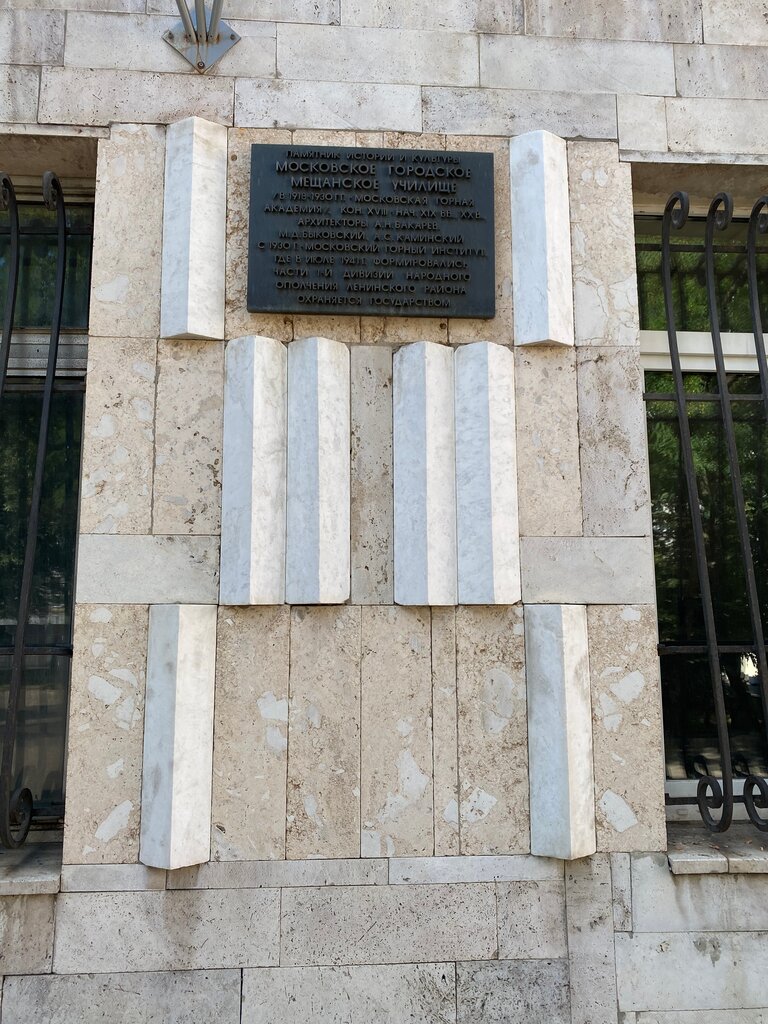 ПАМЯТНИК ИСТОРИИ И КУЛЬТУРЫ
МОСКОВСКОЕ ГОРОДСКОЕ
МЕЩАНСКОЕ УЧИЛИЩЕ
/В 1918-1930 ГГ. - МОСКОВСКАЯ ГОРНАЯ
АКАДЕМИЯ/, КОН. XVIII - НАЧ. XIX ВВ., XX В.
АРХИТЕКТОРЫ А.Н. БАКАРЕВ,
М.Д. БЫКОВСКИЙ, А.С. КАМИНСКИЙ.
С 1930 Г. - МОСКОВСКИЙ ГОРНЫЙ ИНСТИТУТ,
ГДЕ В ИЮЛЕ 1941 Г. ФОРМИРОВАЛИСЬ
ЧАСТИ 1-Й ДИВИЗИИ НАРОДНОГО
ОПОЛЧЕНИЯ ЛЕНИНСКОГО РАЙОНА
ОХРАНЯЕТСЯ ГОСУДАРСТВОМ